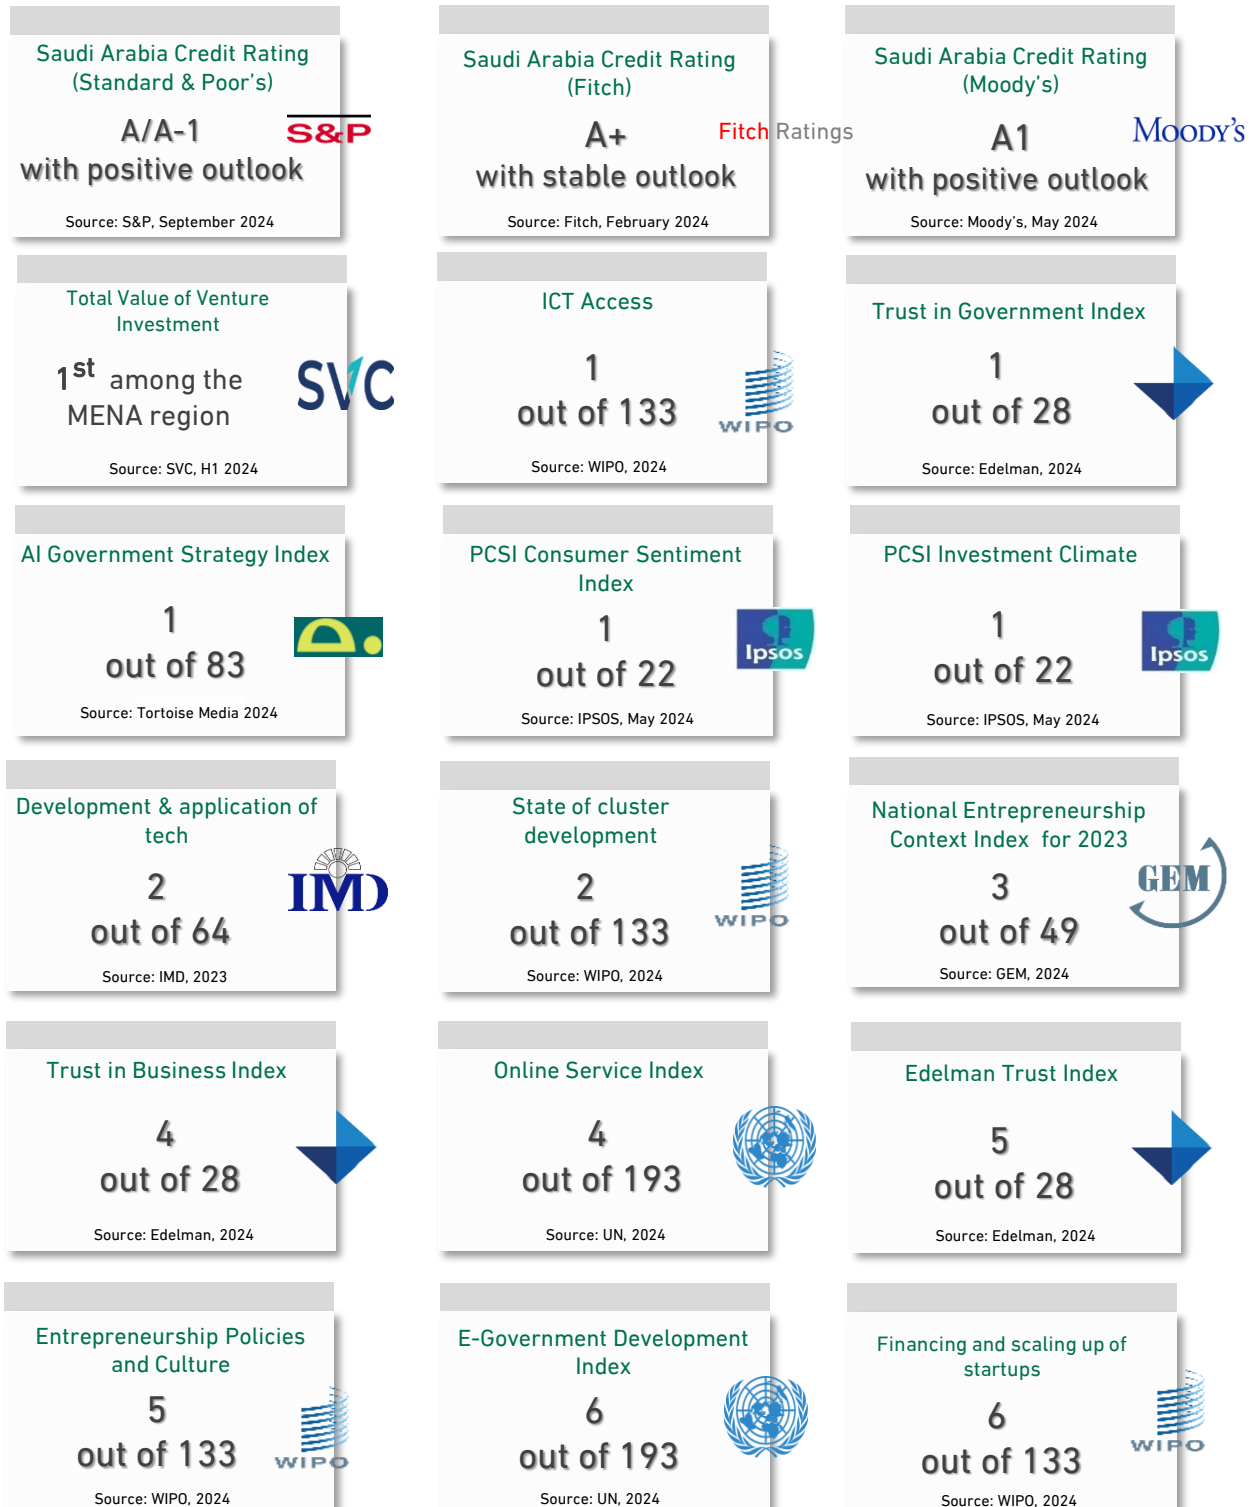 Saudi Arabia Credit Rating
(Standard & Poor's)
A/A-1
with positive outlook
S&P
Source: S&P, September 2024
Saudi Arabia Credit Rating
(Fitch)
A+
with stable outlook
Fitch Ratings
Source: Fitch, February 2024
Saudi Arabia Credit Rating
(Moody's)
A1
with positive outlook
MOODY'S
Source: Moody's, May 2024
Total Value of Venture
Investment
1st among the
MENA region
SVC
Source: SVC, H1 2024
ICT Access
1
out of 133
WIPO
Source: WIPO, 2024
Trust in Government Index
1
out of 28
Source: Edelman, 2024
AI Government Strategy Index
1
out of 83
Source: Tortoise Media 2024
PCSI Consumer Sentiment
Index
1
out of 22
Ipsos
Source: IPSOS, May 2024
PCSI Investment Climate
1
out of 22
Ipsos
Source: IPSOS, May 2024
Development & application of
tech
2
out of 64
IMD
Source: IMD, 2023
State of cluster
development
2
out of 133
WIPO
Source: WIPO, 2024
National Entrepreneurship
Context Index for 2023
3
out of 49
GEM
Source: GEM, 2024
Trust in Business Index
4
out of 28
Source: Edelman, 2024
Online Service Index
4
out of 193
Source: UN, 2024
Edelman Trust Index
5
out of 28
Source: Edelman, 2024
Entrepreneurship Policies
and Culture
5
out of 133
WIPO
Source: WIPO, 2024
E-Government Development
Index
6
out of 193
Source: UN, 2024
Financing and scaling up of
startups
6
out of 133
WIPO
Source: WIPO, 2024